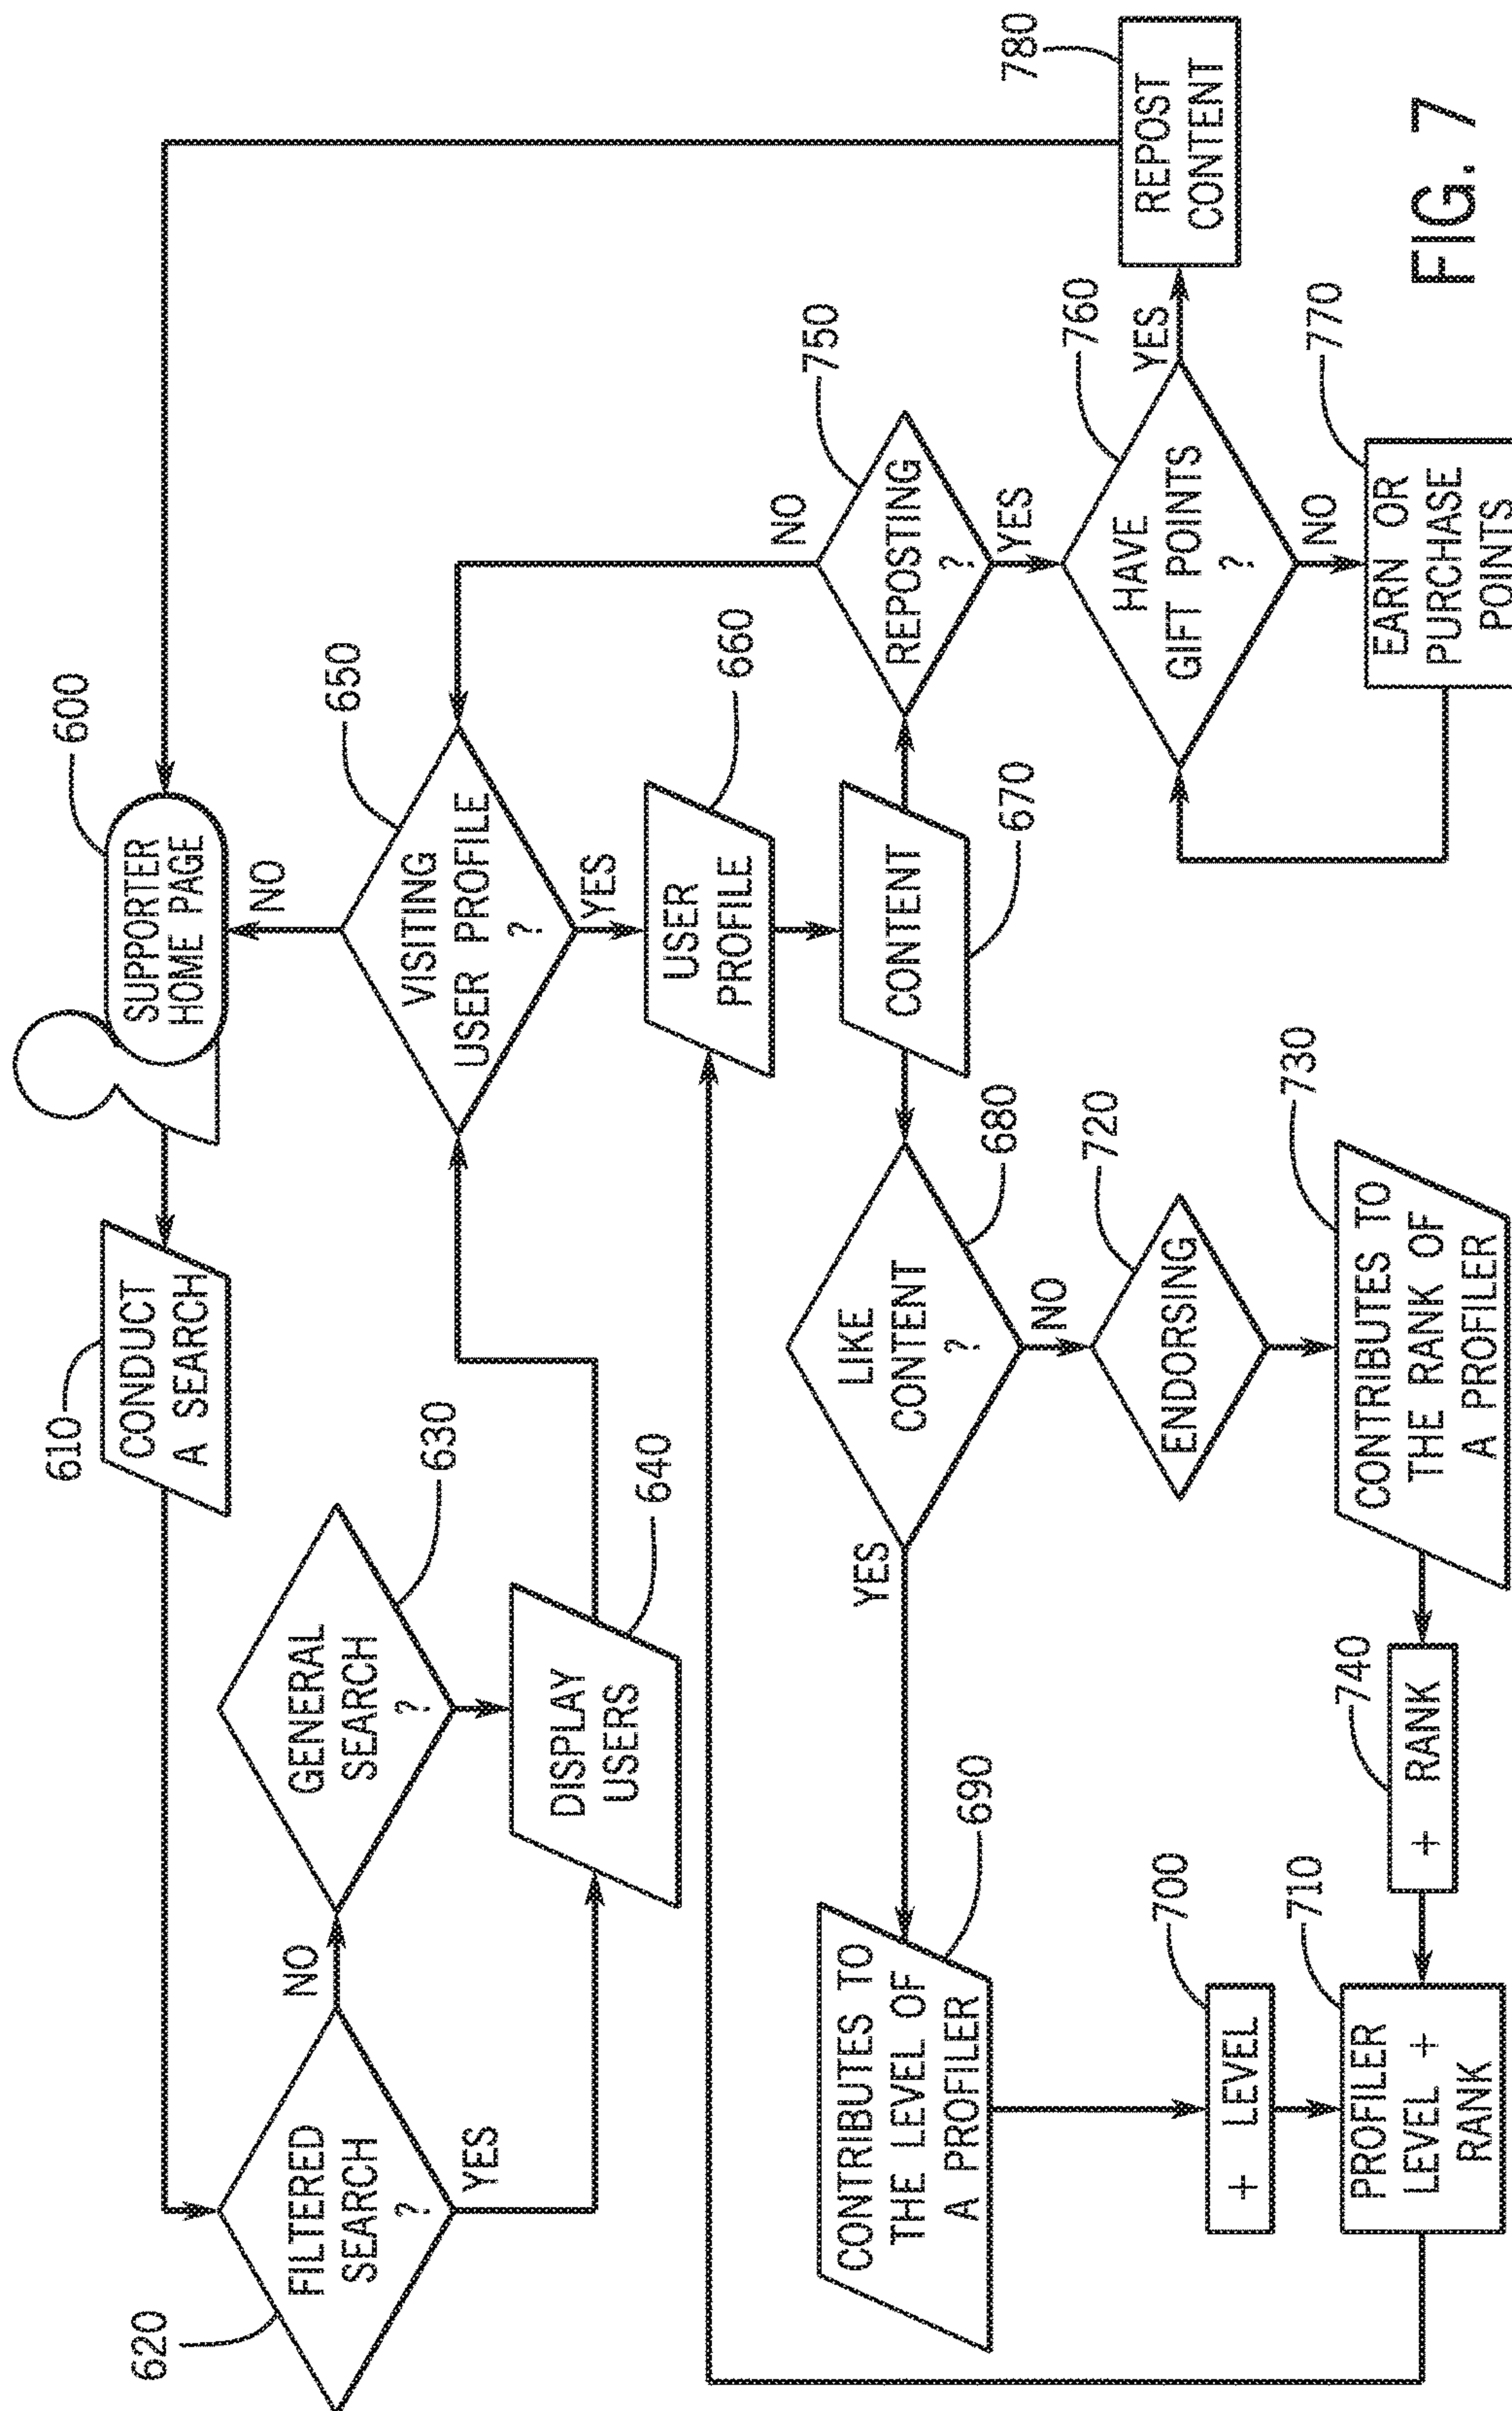 600
SUPPORTER
HOME PAGE
610
CONDUCT
A SEARCH
620
FILTERED
SEARCH
?
NO
YES
630
GENERAL
SEARCH
?
640
DISPLAY
USERS
650
VISITING
USER PROFILE
?
NO
YES
660
USER
PROFILE
670
CONTENT
680
LIKE
CONTENT
?
YES
NO
690
CONTRIBUTES TO
THE LEVEL OF
A PROFILER
700
+ LEVEL
710
PROFILER
LEVEL +
RANK
720
ENDORSING
730
CONTRIBUTES TO
THE RANK OF
A PROFILER
740
+ RANK
750
REPOSTING
?
NO
YES
760
HAVE
GIFT POINTS
?
YES
NO
770
EARN OR
PURCHASE
POINTS
780
REPOST
CONTENT
FIG. 7